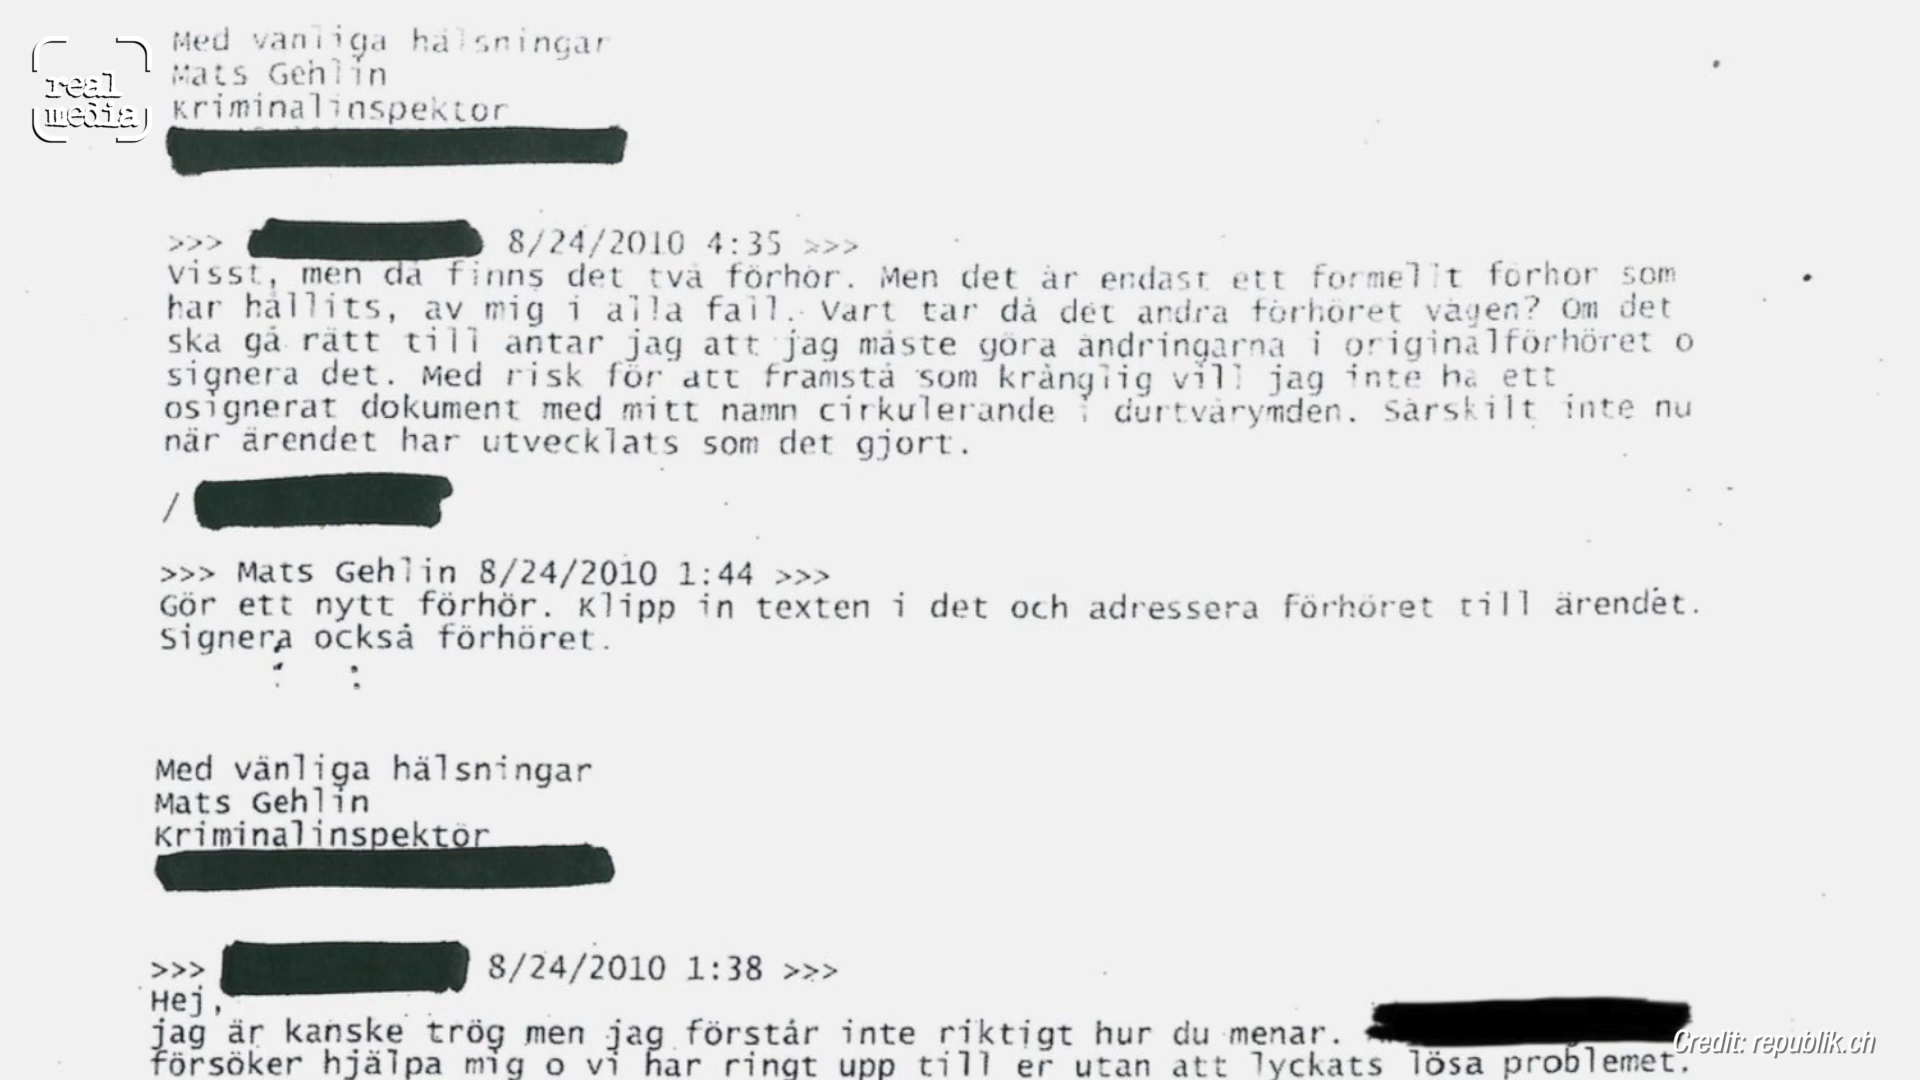 real
media
Med vänliga hälsningar
Mats Gehlin
Kriminalinspektor
>>> 8/24/2010 4:35 >>>
Visst, men då finns det två förhör. Men det är endast ett formellt förhör som
har hållits, av mig i alla fall. Vart tar då det andra förhöret vägen? Om det
ska gå rätt till antar jag att jag måste göra ändringarna i originalförhöret o
signera det. Med risk för att framstå som krånglig vill jag inte ha ett
osignerat dokument med mitt namn cirkulerande i durtvårymden. Särskilt inte nu
när ärendet har utvecklats som det gjort.
/
>>> Mats Gehlin 8/24/2010 1:44 >>>
Gör ett nytt förhör. Klipp in texten i det och adressera förhöret till ärendet.
Signera också förhöret.
Med vänliga hälsningar
Mats Gehlin
Kriminalinspektör
>>> 8/24/2010 1:38 >>>
Hej,
jag är kanske trög men jag förstår inte riktigt hur du menar.
försöker hjälpa mig o vi har ringt upp till er utan att lyckats lösa problemet.
Credit: republik.ch